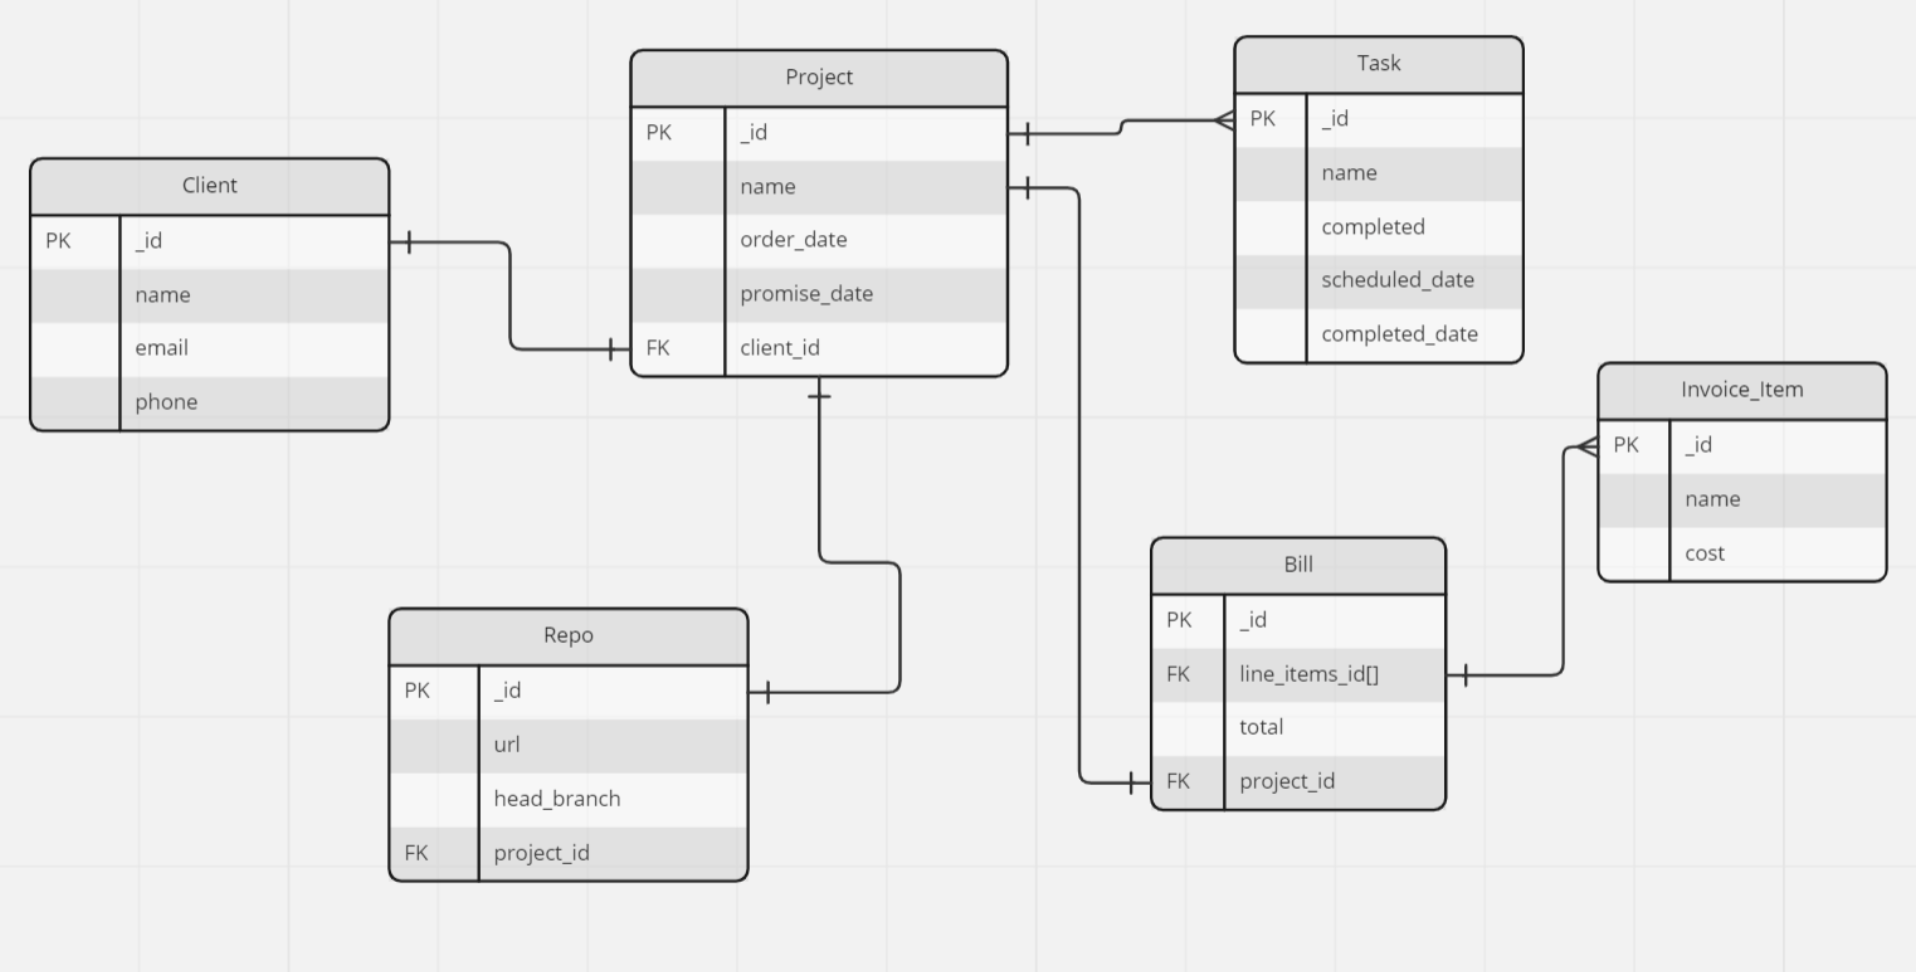 Client
PK _id
name
email
phone
Project
PK _id
name
order_date
promise_date
FK client_id
Task
PK _id
name
completed
scheduled_date
completed_date
Invoice_Item
PK _id
name
cost
Bill
PK _id
FK line_items_id[]
total
FK project_id
Repo
PK _id
url
head_branch
FK project_id